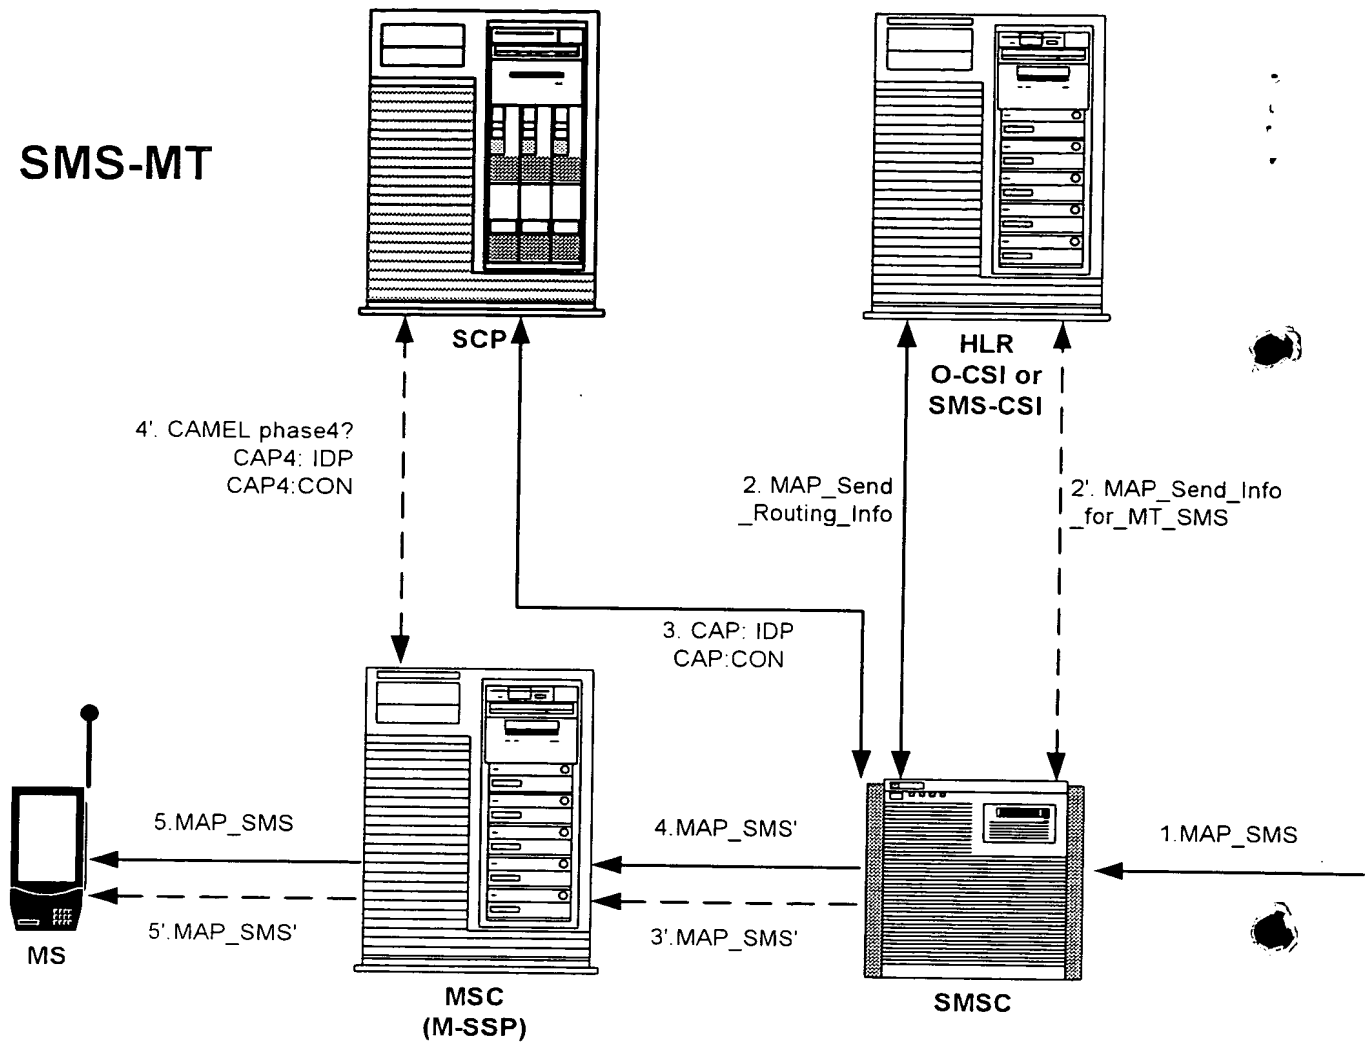 SMS-MT
SCP
HLR
O-CSI or
SMS-CSI
4'. CAMEL phase4?
CAP4: IDP
CAP4:CON
2. MAP_Send
_Routing_Info
2'. MAP_Send_Info
_for_MT_SMS
3. CAP: IDP
CAP:CON
5.MAP_SMS
4.MAP_SMS'
1.MAP_SMS
5'.MAP_SMS'
3'.MAP_SMS'
MS
MSC
(M-SSP)
SMSC